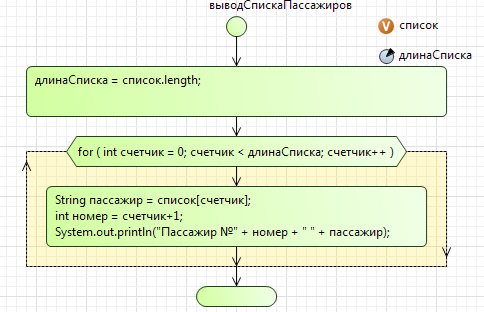 выводСпискаПассажиров
V список
длинаСписка
длинаСписка = список.length;
for ( int счетчик = 0; счетчик < длинаСписка; счетчик++ )
String пассажир = список[счетчик];
int номер = счетчик+1;
System.out.println("Пассажир №" + номер + " " + пассажир);